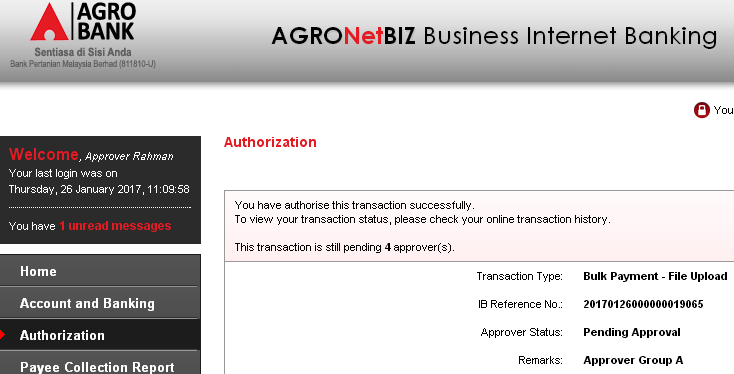 AGRO
BANK
Sentiasa di Sisi Anda
Bank Pertanian Malaysia Berhad (811810-U)
AGRONetBIZ Business Internet Banking
You
Welcome, Approver Rahman
Your last login was on
Thursday, 26 January 2017, 11:09:58
You have 1 unread messages
Home
Account and Banking
Authorization
Payee Collection Report
Authorization
You have authorise this transaction successfully.
To view your transaction status, please check your online transaction history.
This transaction is still pending 4 approver(s).
Transaction Type: Bulk Payment - File Upload
IB Reference No.: 20170126000000019065
Approver Status: Pending Approval
Remarks: Approver Group A